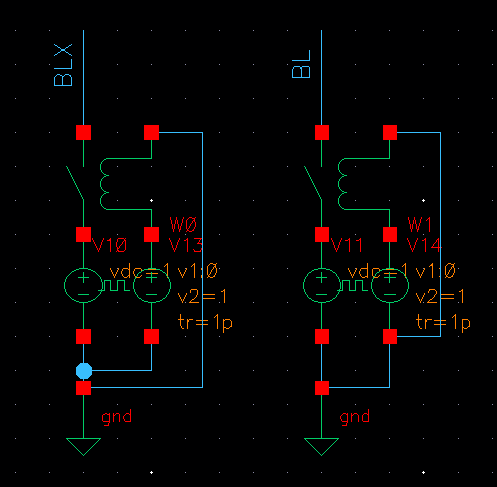 BLX
BL
W0
V10
V13
vdc=1
v1:0
v2=1
tr=1p
gnd
W1
V11
V14
vdc=1
v1:0
v2=1
tr=1p
gnd